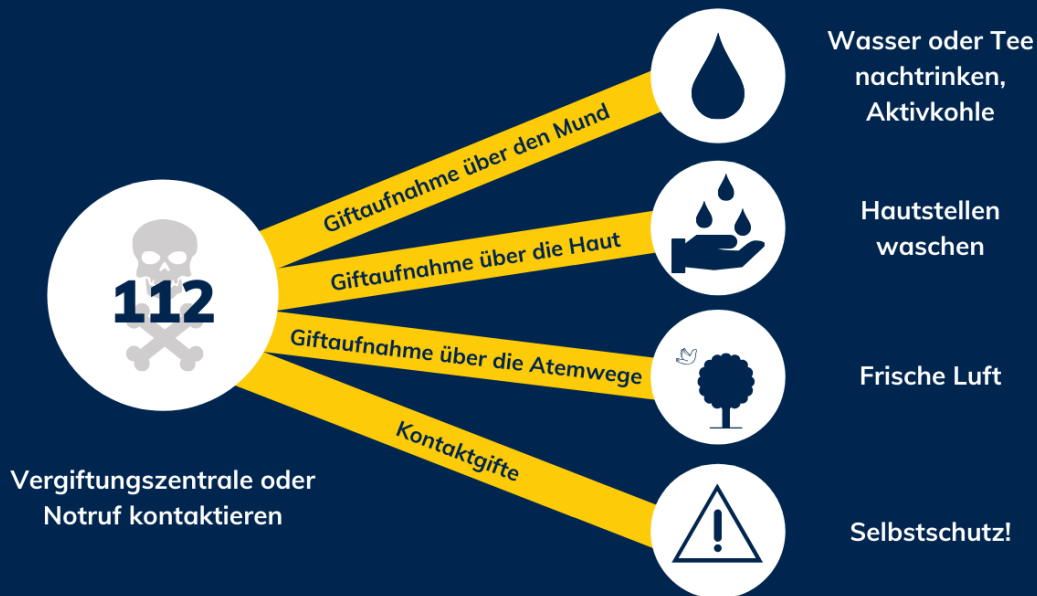 112
Vergiftungszentrale oder
Notruf kontaktieren
Giftaufnahme über den Mund
Wasser oder Tee
nachtrinken,
Aktivkohle
Giftaufnahme über die Haut
Hautstellen
waschen
Giftaufnahme über die Atemwege
Frische Luft
Kontaktgifte
Selbstschutz!